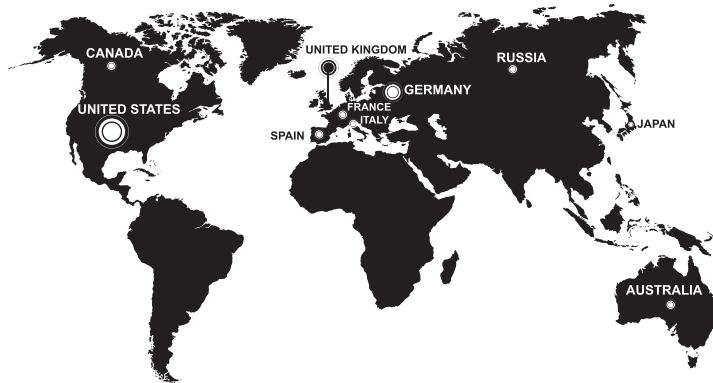 CANADA
UNITED KINGDOM
RUSSIA
GERMANY
UNITED STATES
FRANCE
ITALY
JAPAN
SPAIN
AUSTRALIA